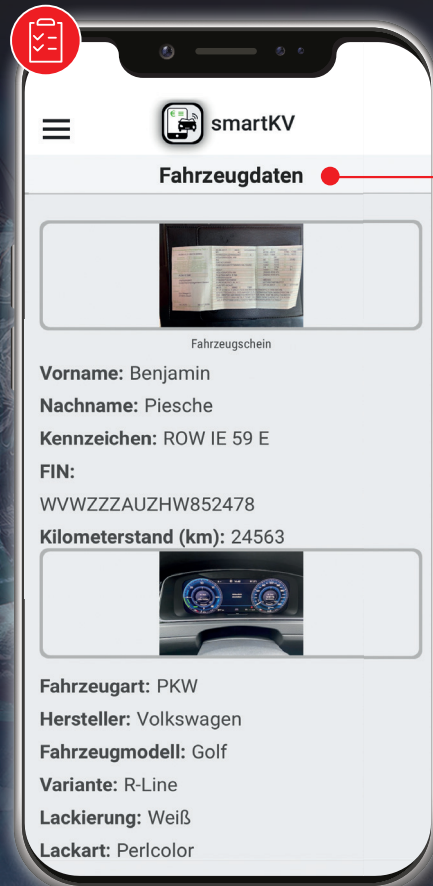 smartKV
Fahrzeugdaten
Fahrzeugschein
Vorname: Benjamin
Nachname: Piesche
Kennzeichen: ROW IE 59 E
FIN:
WVWZZZAUZHW852478
Kilometerstand (km): 24563
Fahrzeugart: PKW
Hersteller: Volkswagen
Fahrzeugmodell: Golf
Variante: R-Line
Lackierung: Weiß
Lackart: Perlcolor